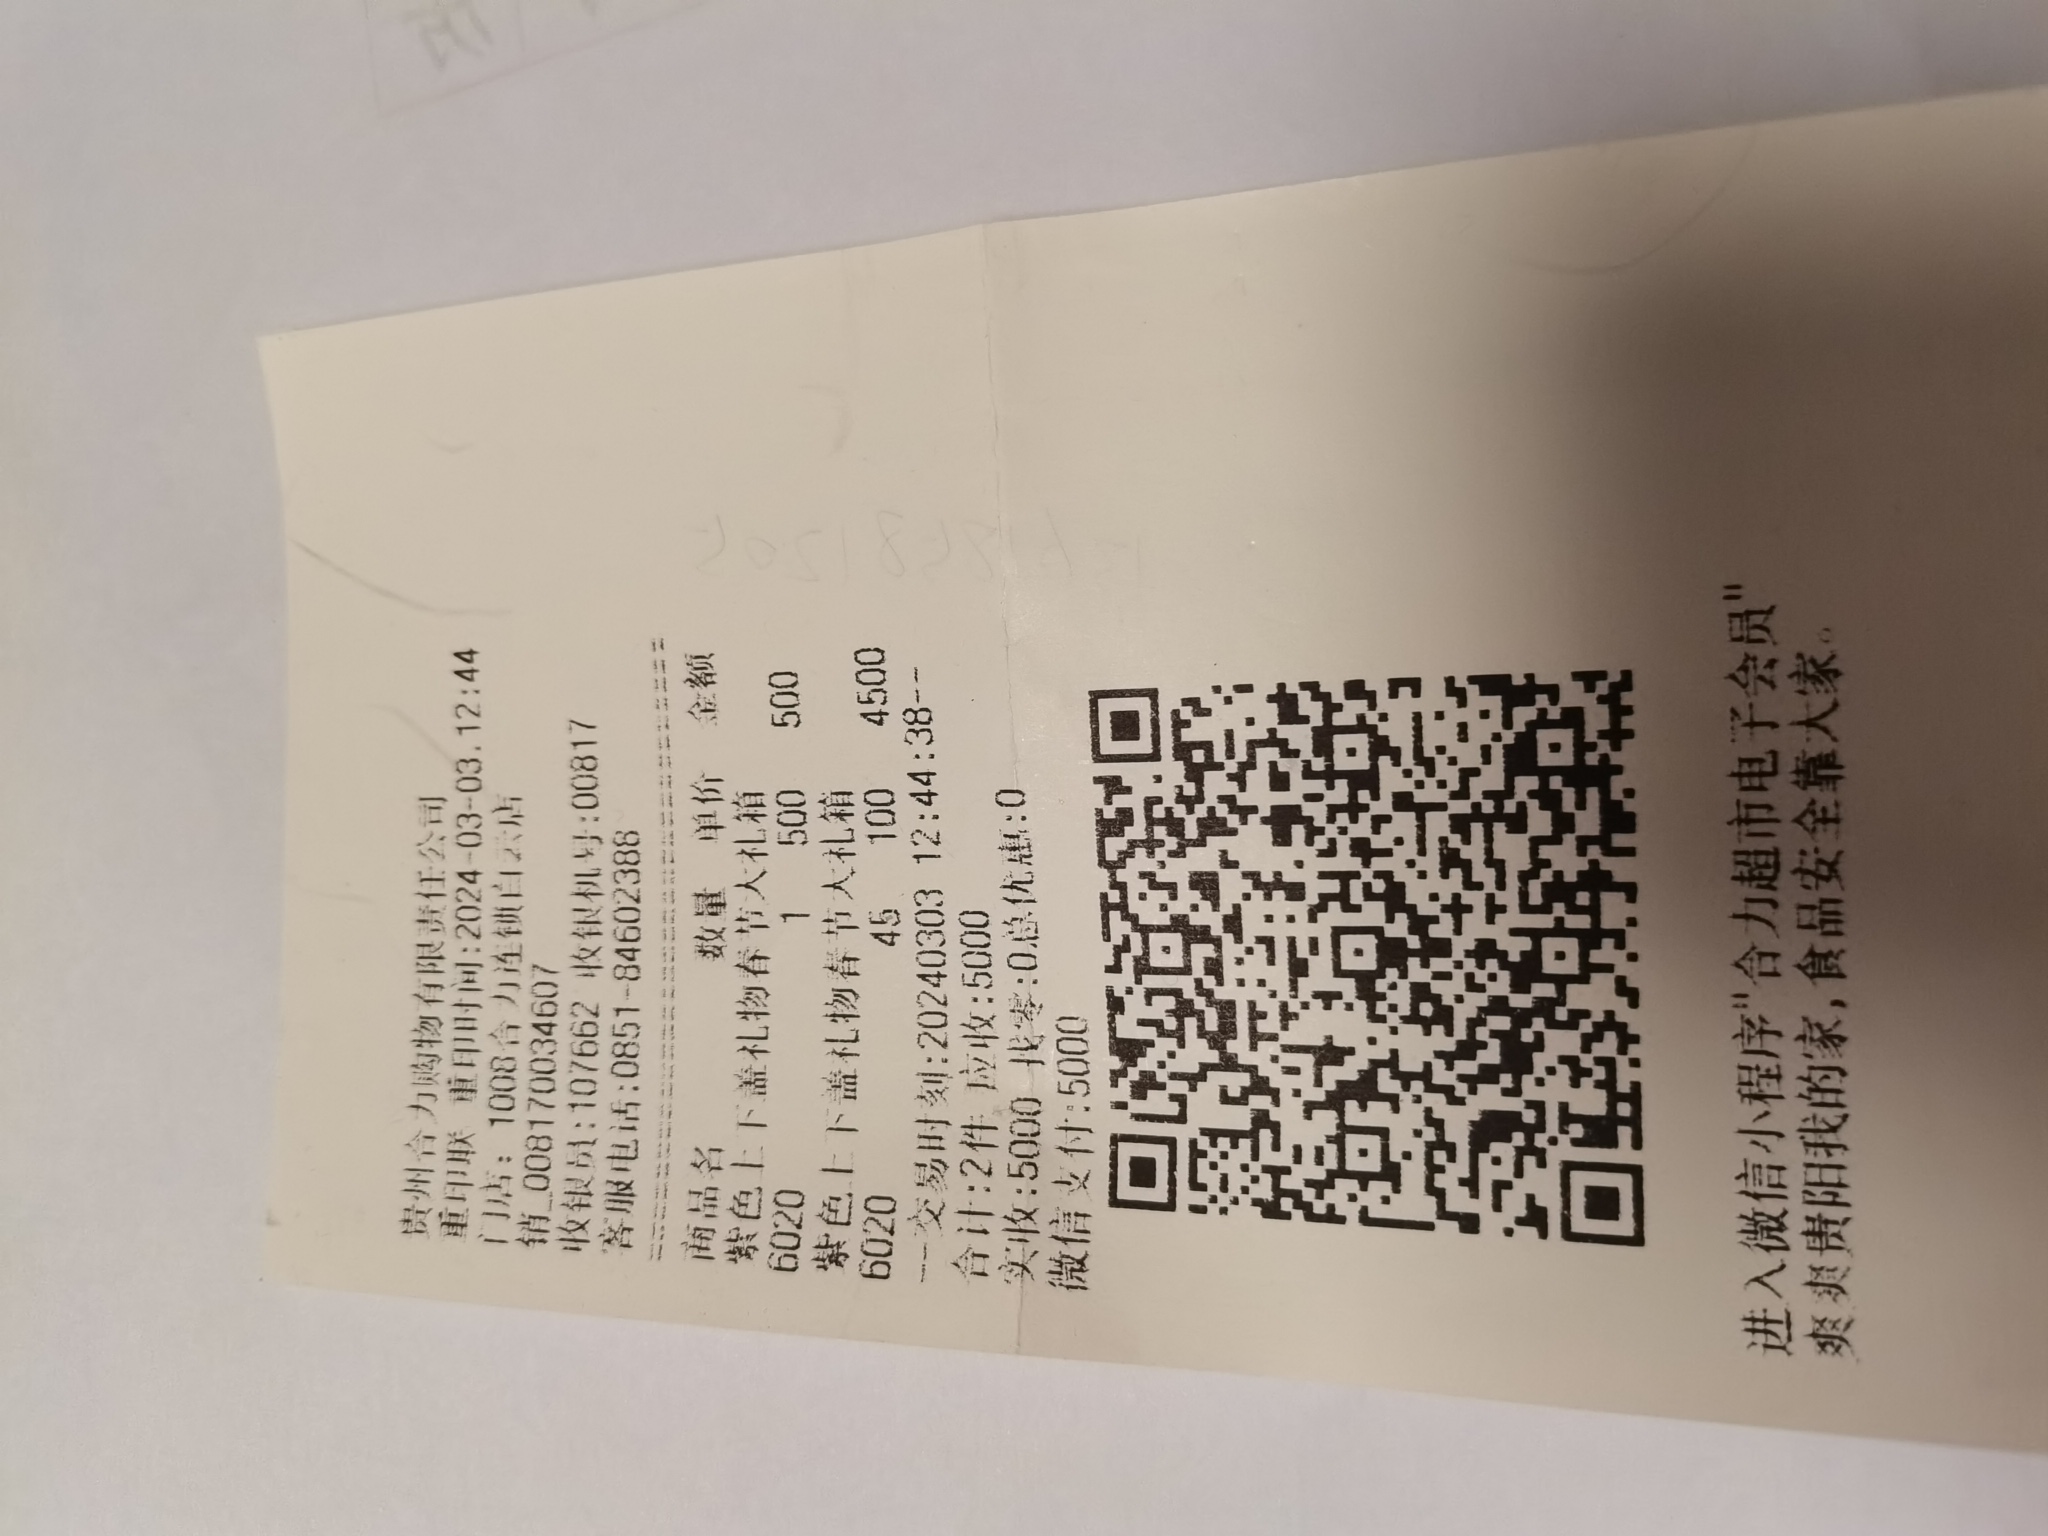 贵州合力购物有限责任公司
重印联 重印时间:2024-03-03.12:44
门店: 1008合力连锁白云店
销_0081700034607
收银员:107662 收银机号:00817
客服电话:0851-84602388
商品名 数量 单价 金额
紫色上下盖礼物春节大礼箱
6020 1 500 500
紫色上下盖礼物春节大礼箱
6020 45 100 4500
--交易时刻:20240303 12:44:38--
合计:2件 应收:5000
实收:5000 找零:0总优惠:0
微信支付:5000
进入微信小程序"合力超市电子会员"
爽爽贵阳我的家,食品安全靠大家。